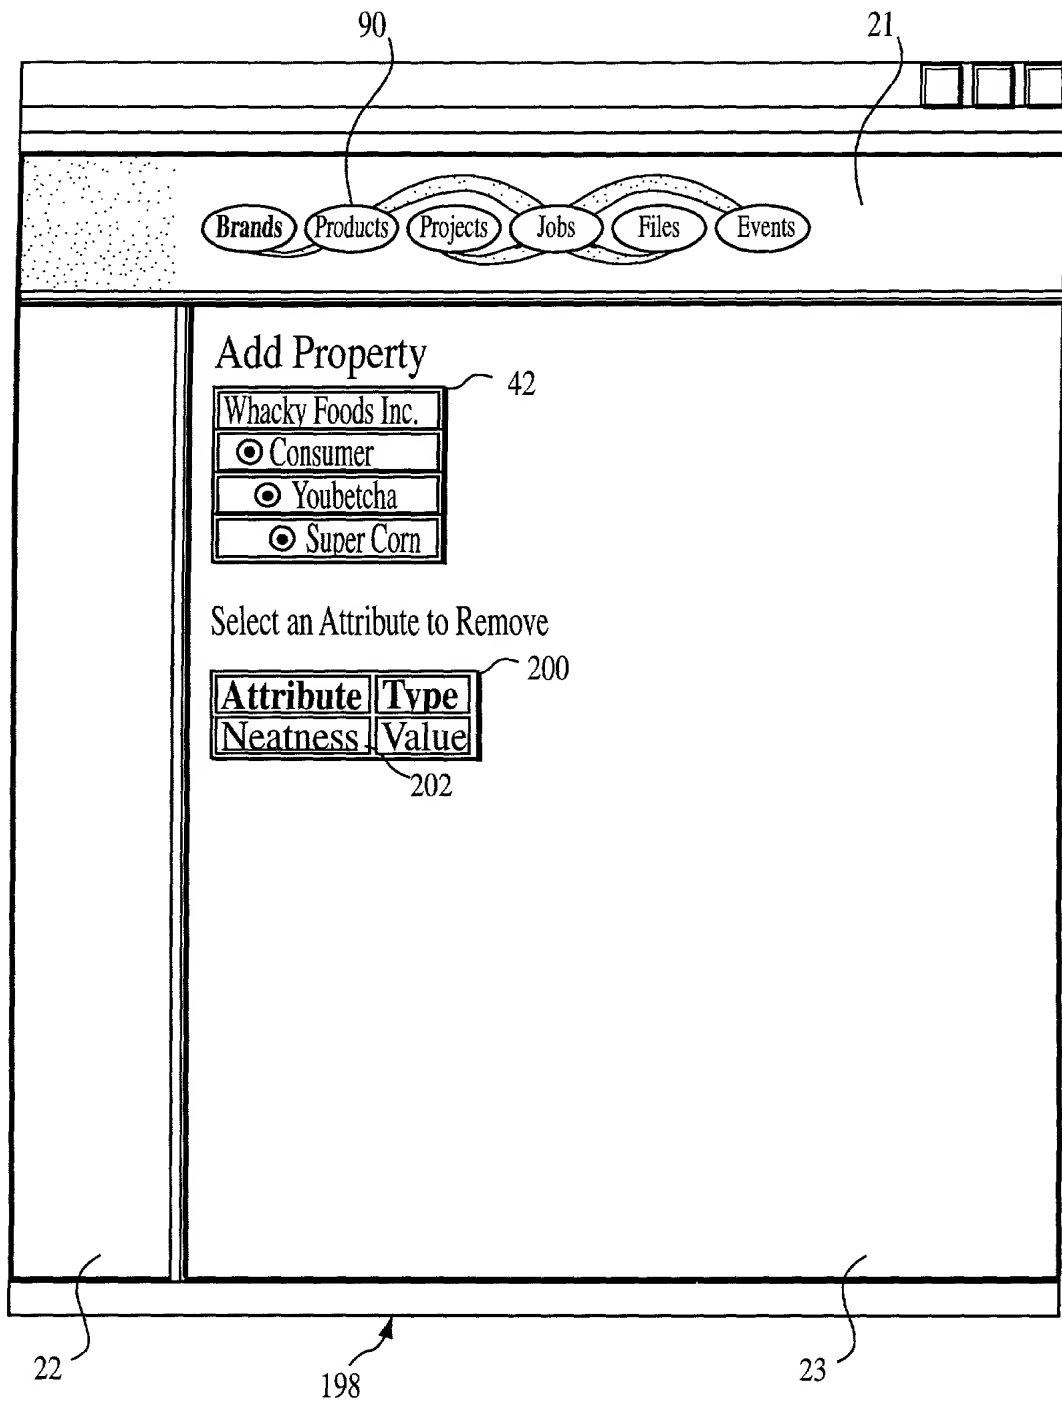 90 21
Brands Products Projects Jobs Files Events
Add Property
42
Whacky Foods Inc.
Consumer
Youbetcha
Super Corn
Select an Attribute to Remove
200
Attribute Type
Neatness Value
202
22 198 23